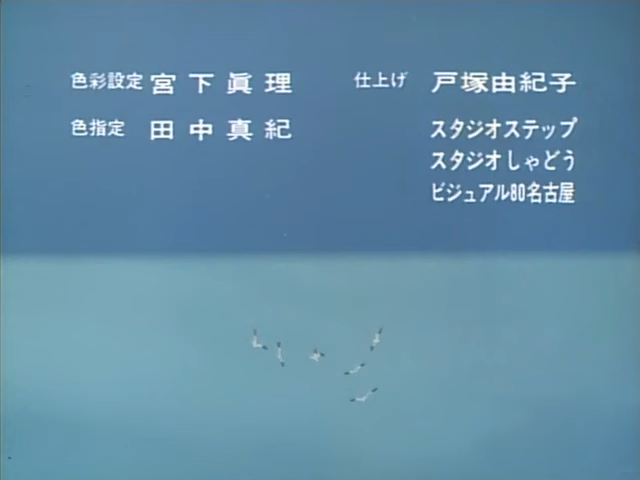 色彩設定 宮下眞理
色指定 田中真紀
仕上げ 戸塚由紀子
スタジオステップ
スタジオしゃどう
ビジュアル80名古屋